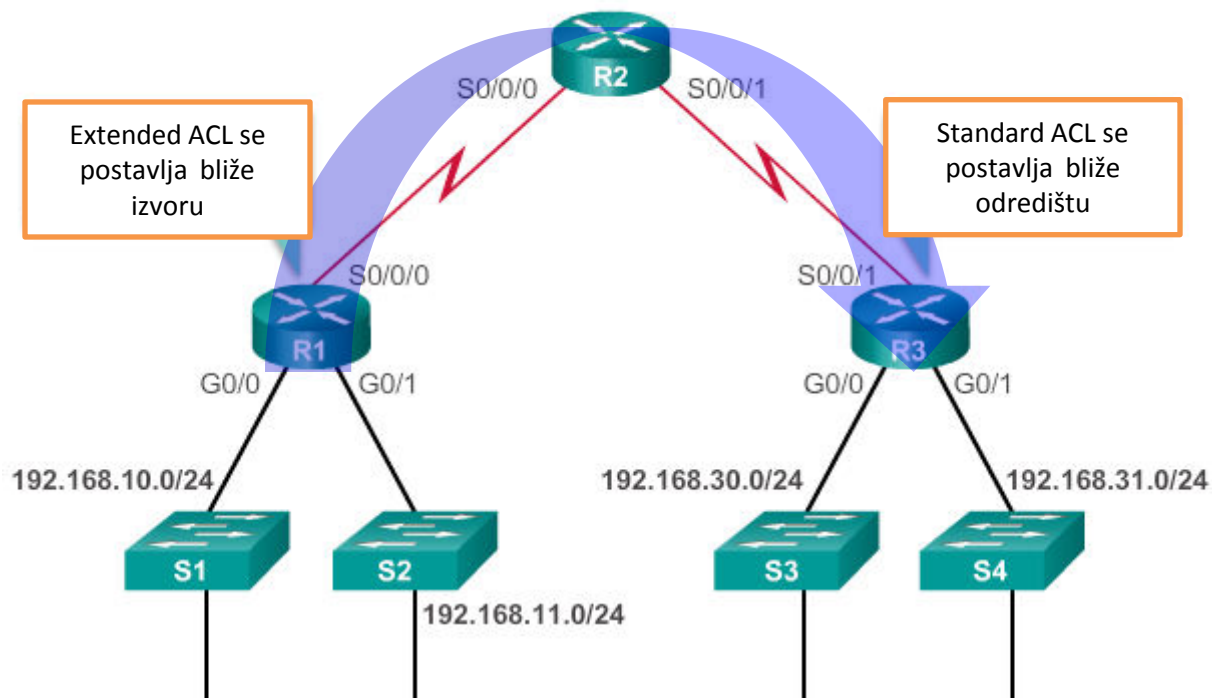 R2
S0/0/0
S0/0/1
Extended ACL se
postavlja bliže
izvoru
Standard ACL se
postavlja bliže
odredištu
S0/0/0
S0/0/1
R1
R3
G0/0
G0/1
G0/0
G0/1
192.168.10.0/24
192.168.30.0/24
192.168.31.0/24
S1
S2
S3
S4
192.168.11.0/24